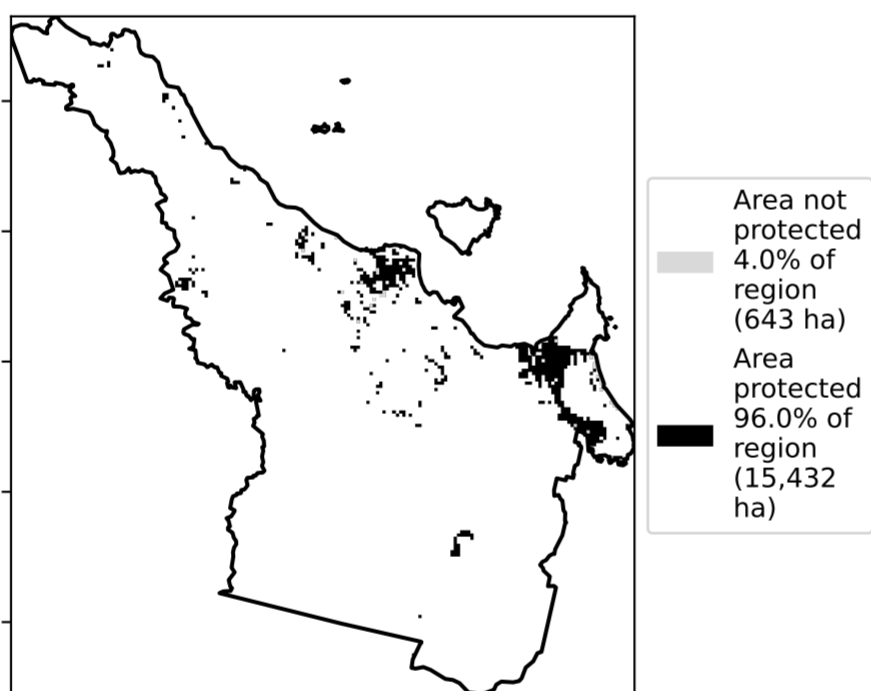 Area not
protected
4.0% of
region
(643 ha)
Area
protected
96.0% of
region
(15,432
ha)